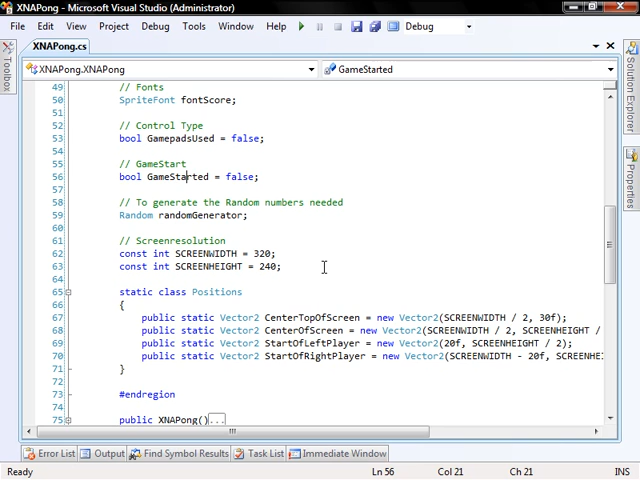 XNAPong - Microsoft Visual Studio (Administrator)
File Edit View Project Debug
Debug
XNAPong.cs
XNAPong.XNAPong GameStarted
Toolbox
Solution Explorer
Properties
49 // Fonts
50 SpriteFont fontScore;
51
52 // Control Type
53 bool GamepadsUsed = false;
54
55 // GameStart
56 bool GameStarted = false;
57
58 // To generate the Random numbers needed
59 Random randomGenerator;
60
61 // Screenresolution
62 const int SCREENWIDTH = 320;
63 const int SCREENHEIGHT = 240;
64
65 static class Positions
66 {
67 public static Vector2 CenterTopOfScreen = new Vector2(SCREENWIDTH / 2, 30f);
68 public static Vector2 CenterOfScreen = new Vector2(SCREENWIDTH / 2, SCREENHEIGHT /
69 public static Vector2 StartOfLeftPlayer = new Vector2(20f, SCREENHEIGHT / 2);
70 public static Vector2 StartOfRightPlayer = new Vector2(SCREENWIDTH - 20f, SCREENHEI
71 }
72
73 #endregion
74
75 public XNAPong()...
Error List Output Find Symbol Results Task List Immediate Window
Ready Ln 56 Col 21 Ch 21 INS